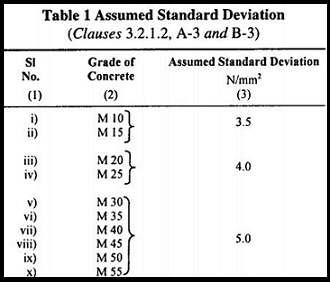 Table 1 Assumed Standard Deviation
(Clauses 3.2.1.2, A-3 and B-3)
Sl No. Grade of Concrete Assumed Standard Deviation N/mm²
(1) (2) (3)
i) M 10
ii) M 15
3.5
iii) M 20
iv) M 25
4.0
v) M 30
vi) M 35
vii) M 40
viii) M 45
ix) M 50
x) M 55
5.0